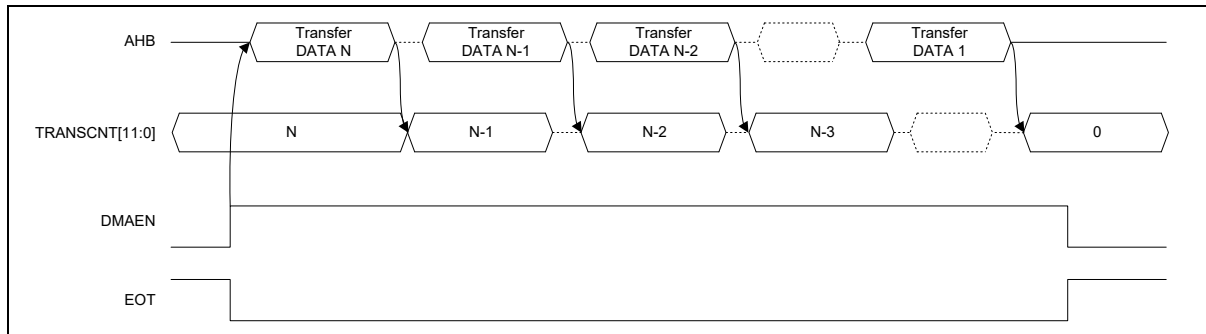 AHB
Transfer
DATA N
Transfer
DATA N-1
Transfer
DATA N-2
Transfer
DATA 1
TRANSCNT[11:0]
N
N-1
N-2
N-3
0
DMAEN
EOT